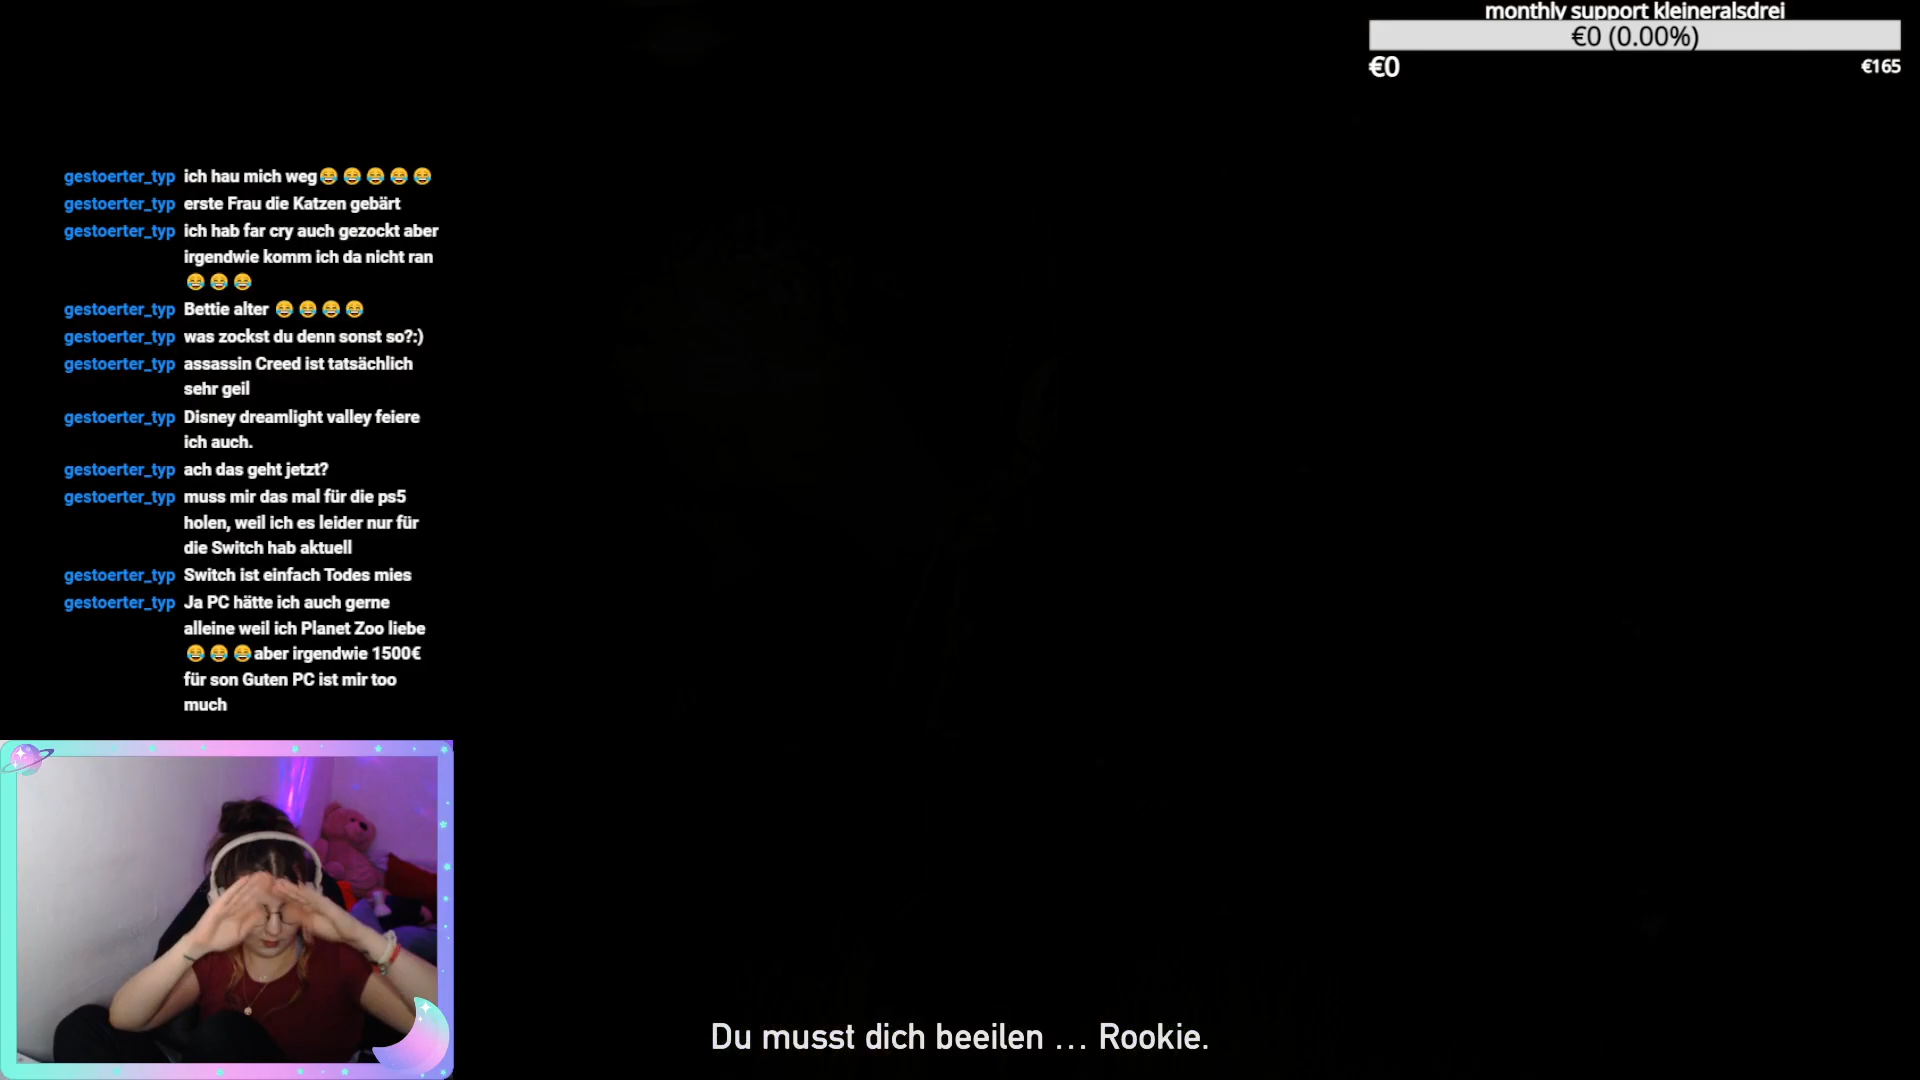 monthly support kleineralsdrei
€0 (0.00%)
€0 €165
gestoerter_typ ich hau mich weg😂 😂 😂 😂 😂
gestoerter_typ erste Frau die Katzen gebärt
gestoerter_typ ich hab far cry auch gezockt aber
irgendwie komm ich da nicht ran
😂 😂 😂
gestoerter_typ Bettie alter 😂 😂 😂 😂
gestoerter_typ was zockst du denn sonst so?:)
gestoerter_typ assassin Creed ist tatsächlich
sehr geil
gestoerter_typ Disney dreamlight valley feiere
ich auch.
gestoerter_typ ach das geht jetzt?
gestoerter_typ muss mir das mal für die ps5
holen, weil ich es leider nur für
die Switch hab aktuell
gestoerter_typ Switch ist einfach Todes mies
gestoerter_typ Ja PC hätte ich auch gerne
alleine weil ich Planet Zoo liebe
😂 😂 😂aber irgendwie 1500€
für son Guten PC ist mir too
much
Du musst dich beeilen … Rookie.